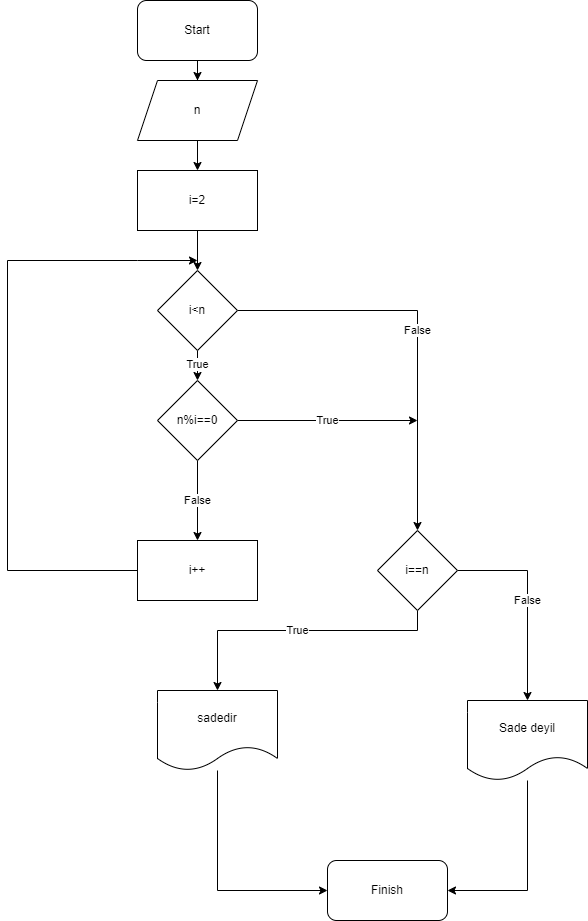 Start
n
i=2
i<n
False
True
n%i==0
True
False
i++
i==n
False
True
sadedir
Sade deyil
Finish